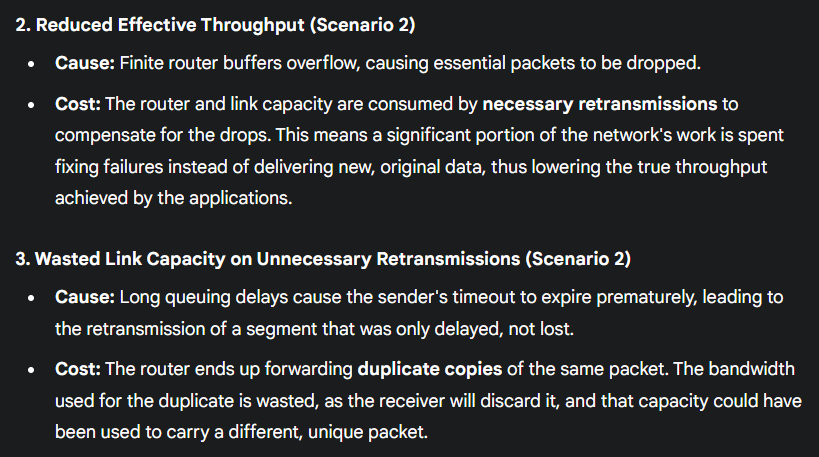 2. Reduced Effective Throughput (Scenario 2)
• Cause: Finite router buffers overflow, causing essential packets to be dropped.
• Cost: The router and link capacity are consumed by necessary retransmissions to
compensate for the drops. This means a significant portion of the network's work is spent
fixing failures instead of delivering new, original data, thus lowering the true throughput
achieved by the applications.
3. Wasted Link Capacity on Unnecessary Retransmissions (Scenario 2)
• Cause: Long queuing delays cause the sender's timeout to expire prematurely, leading to
the retransmission of a segment that was only delayed, not lost.
• Cost: The router ends up forwarding duplicate copies of the same packet. The bandwidth
used for the duplicate is wasted, as the receiver will discard it, and that capacity could have
been used to carry a different, unique packet.